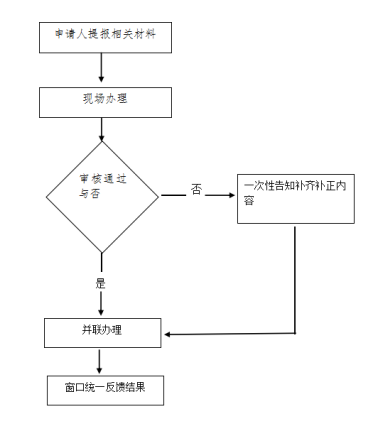 申请人提报相关材料
现场办理
审核通过
与否
否
一次性告知补齐补正内
容
是
并联办理
窗口统一反馈结果